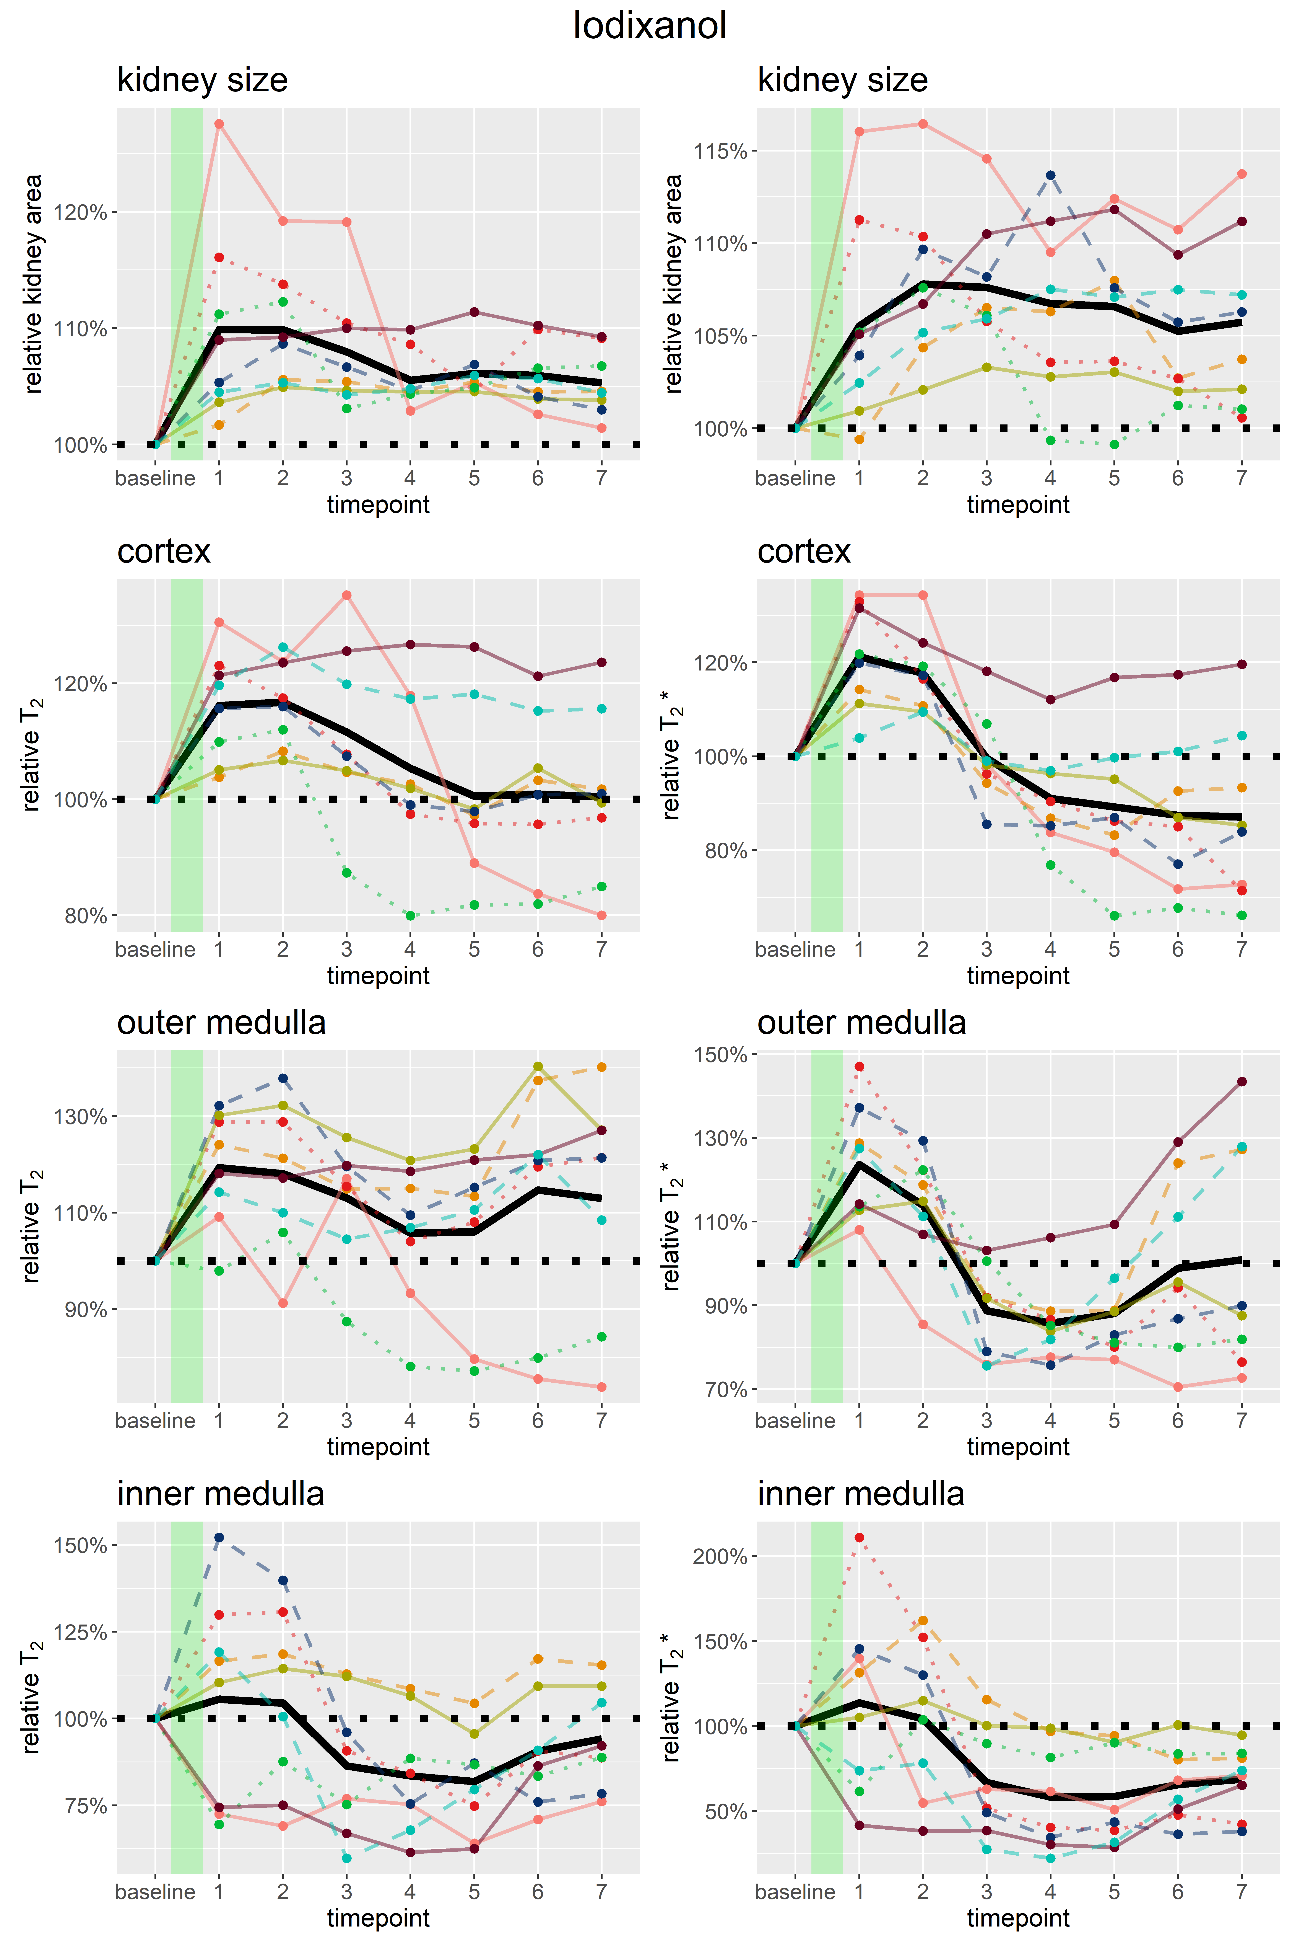 Iodixanol
kidney size
relative kidney area
120%
110%
100%
baseline 1 2 3 4 5 6 7
timepoint
kidney size
relative kidney area
115%
110%
105%
100%
baseline 1 2 3 4 5 6 7
timepoint
cortex
relative T2
120%
100%
80%
baseline 1 2 3 4 5 6 7
timepoint
cortex
relative T2 *
120%
100%
80%
baseline 1 2 3 4 5 6 7
timepoint
outer medulla
relative T2
130%
110%
90%
baseline 1 2 3 4 5 6 7
timepoint
outer medulla
relative T2 *
150%
130%
110%
90%
70%
baseline 1 2 3 4 5 6 7
timepoint
inner medulla
relative T2
150%
125%
100%
75%
baseline 1 2 3 4 5 6 7
timepoint
inner medulla
relative T2 *
200%
150%
100%
50%
baseline 1 2 3 4 5 6 7
timepoint